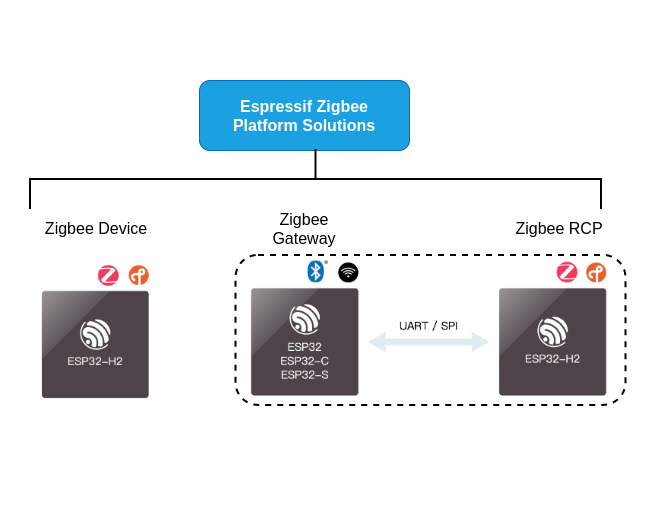 Espressif Zigbee
Platform Solutions
Zigbee Device
Zigbee
Gateway
Zigbee RCP
ESP32-H2
ESP32
ESP32-C
ESP32-S
UART / SPI
ESP32-H2